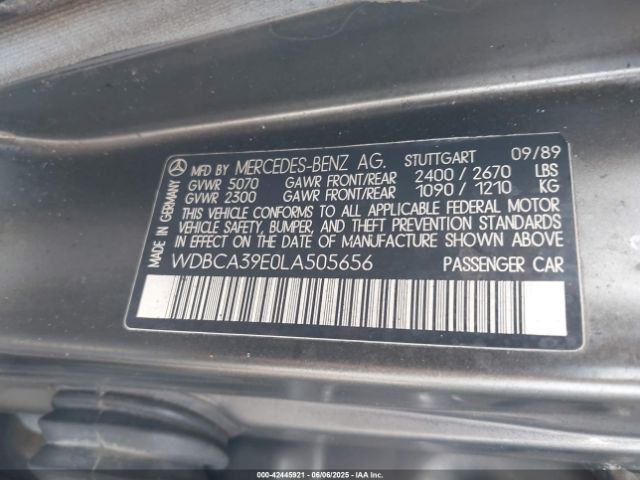 MADE IN GERMANY
MFD BY MERCEDES-BENZ AG. STUTTGART 09/89
GVWR 5070 GAWR FRONT/REAR 2400 / 2670 LBS
GVWR 2300 GAWR FRONT/REAR 1090 / 1210 KG
THIS VEHICLE CONFORMS TO ALL APPLICABLE FEDERAL MOTOR
VEHICLE SAFETY, BUMPER, AND THEFT PREVENTION STANDARDS
IN EFFECT ON THE DATE OF MANUFACTURE SHOWN ABOVE
WDBCA39E0LA505656 PASSENGER CAR
000-42445921 - 06/06/2025 - IAAI.COM